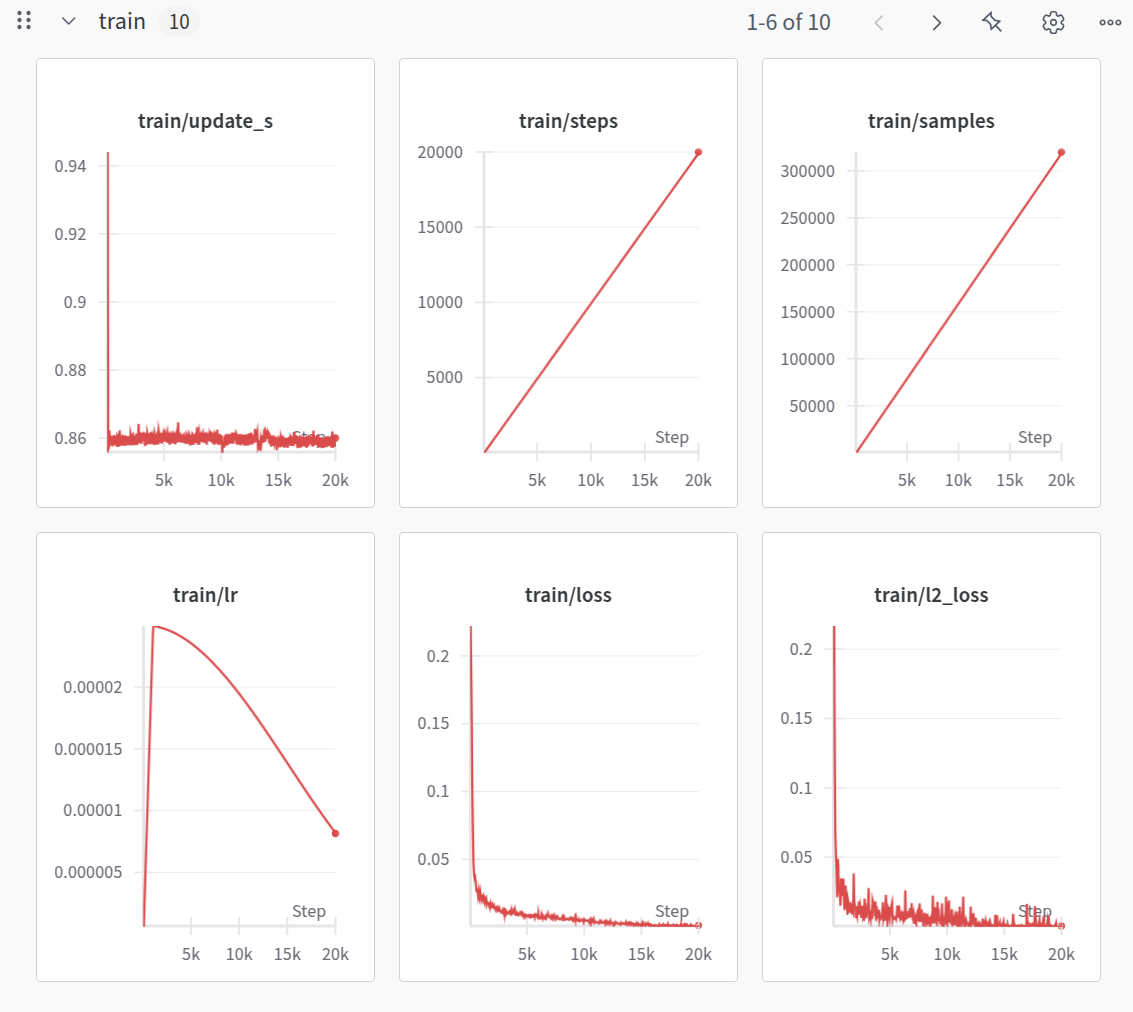 train 10 1-6 of 10
train/update_s
0.94
0.92
0.9
0.88
0.86
Step
5k 10k 15k 20k
train/steps
20000
15000
10000
5000
Step
5k 10k 15k 20k
train/samples
300000
250000
200000
150000
100000
50000
Step
5k 10k 15k 20k
train/lr
0.00002
0.000015
0.00001
0.000005
Step
5k 10k 15k 20k
train/loss
0.2
0.15
0.1
0.05
Step
5k 10k 15k 20k
train/l2_loss
0.2
0.15
0.1
0.05
Step
5k 10k 15k 20k